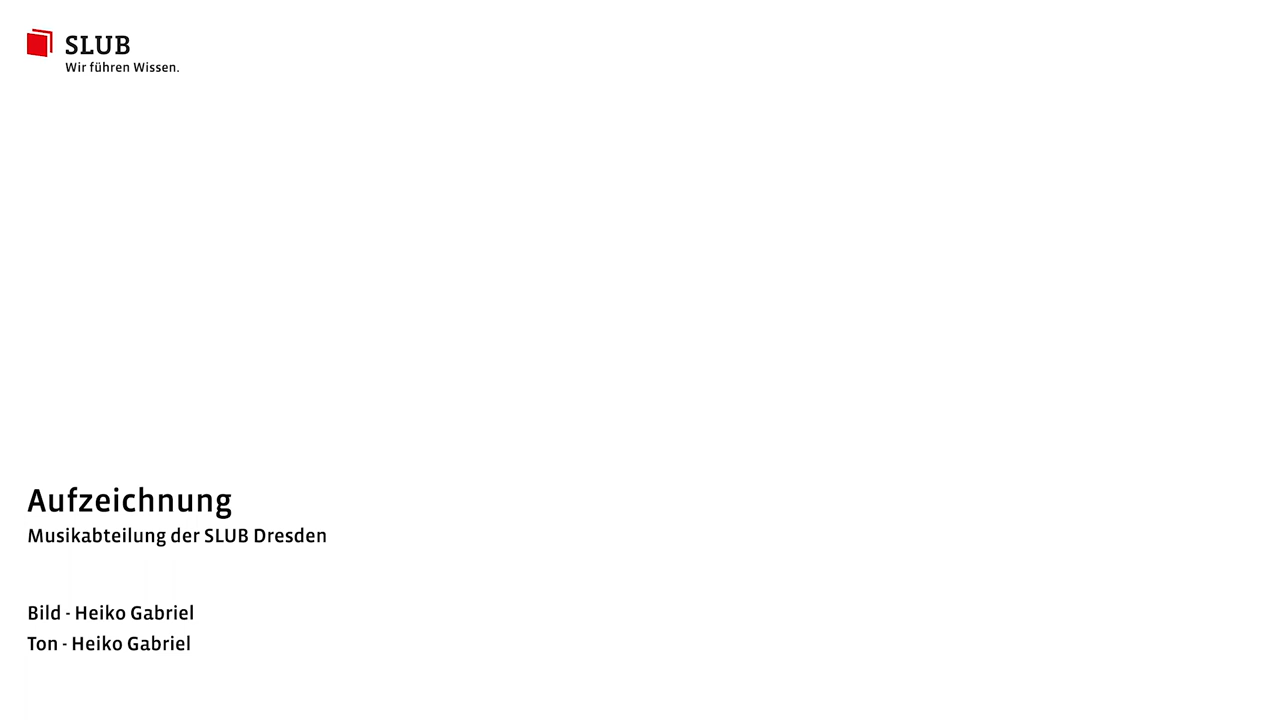 SLUB
Wir führen Wissen.
Aufzeichnung
Musikabteilung der SLUB Dresden
Bild - Heiko Gabriel
Ton - Heiko Gabriel